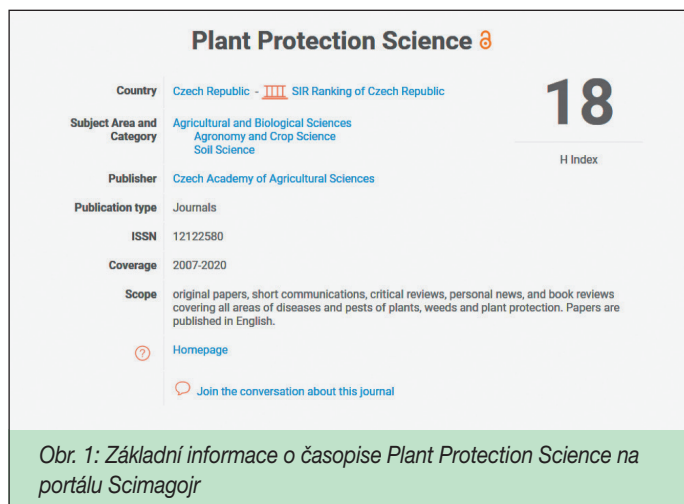 Plant Protection Science
Country Czech Republic - SIR Ranking of Czech Republic
18
H Index
Subject Area and Category Agricultural and Biological Sciences
Agronomy and Crop Science
Soil Science
Publisher Czech Academy of Agricultural Sciences
Publication type Journals
ISSN 12122580
Coverage 2007-2020
Scope original papers, short communications, critical reviews, personal news, and book reviews
covering all areas of diseases and pests of plants, weeds and plant protection. Papers are
published in English.
? Homepage
Join the conversation about this journal
Obr. 1: Základní informace o časopise Plant Protection Science na
portálu Scimagojr